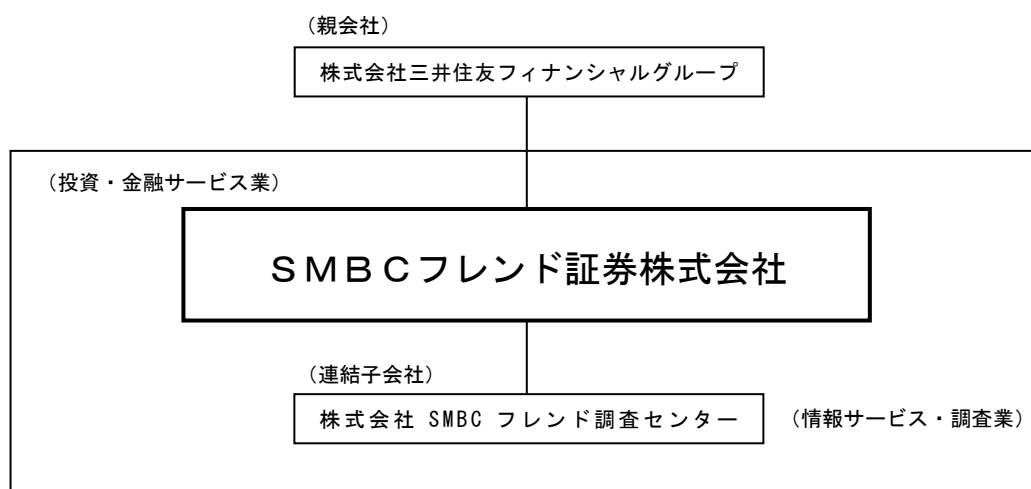 （親会社）
株式会社三井住友フィナンシャルグループ
（投資・金融サービス業）
ＳＭＢＣフレンド証券株式会社
（連結子会社）
株式会社 SMBC フレンド調査センター
（情報サービス・調査業）